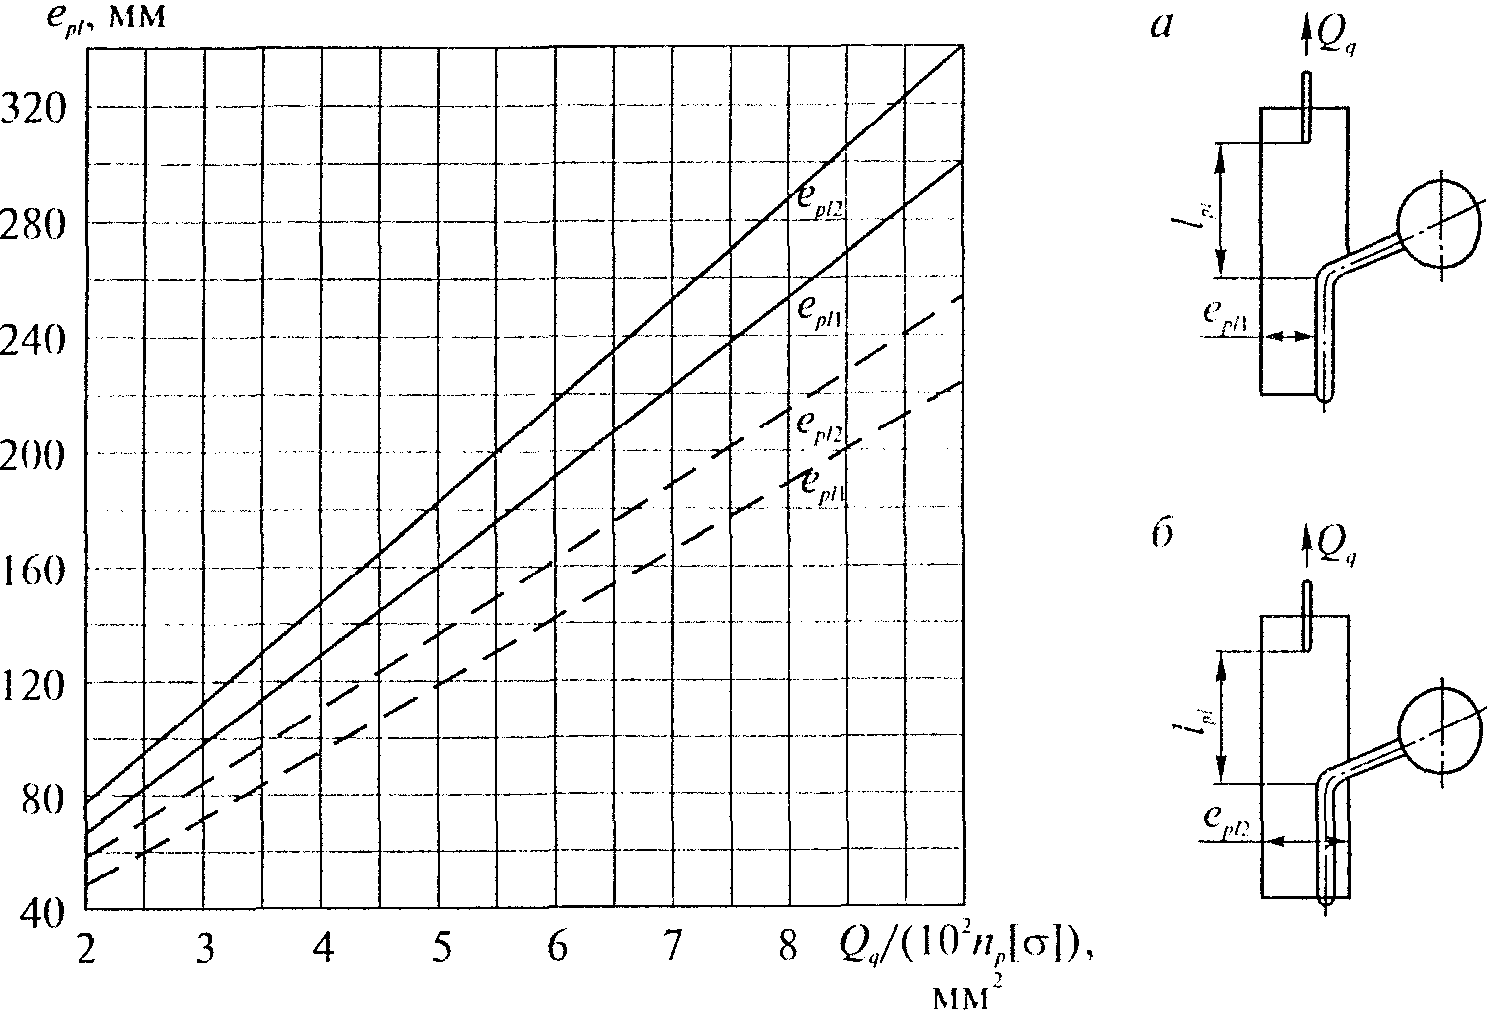 e_pl, мм
320
280
240
200
160
120
80
40
e_pl2
e_pl1
e_pl2
e_pl1
2 3 4 5 6 7 8 Q_q/(10²n_p[σ]),
мм²
а
Q_q
l_pl
e_pl1
б
Q_q
l_pl
e_pl2